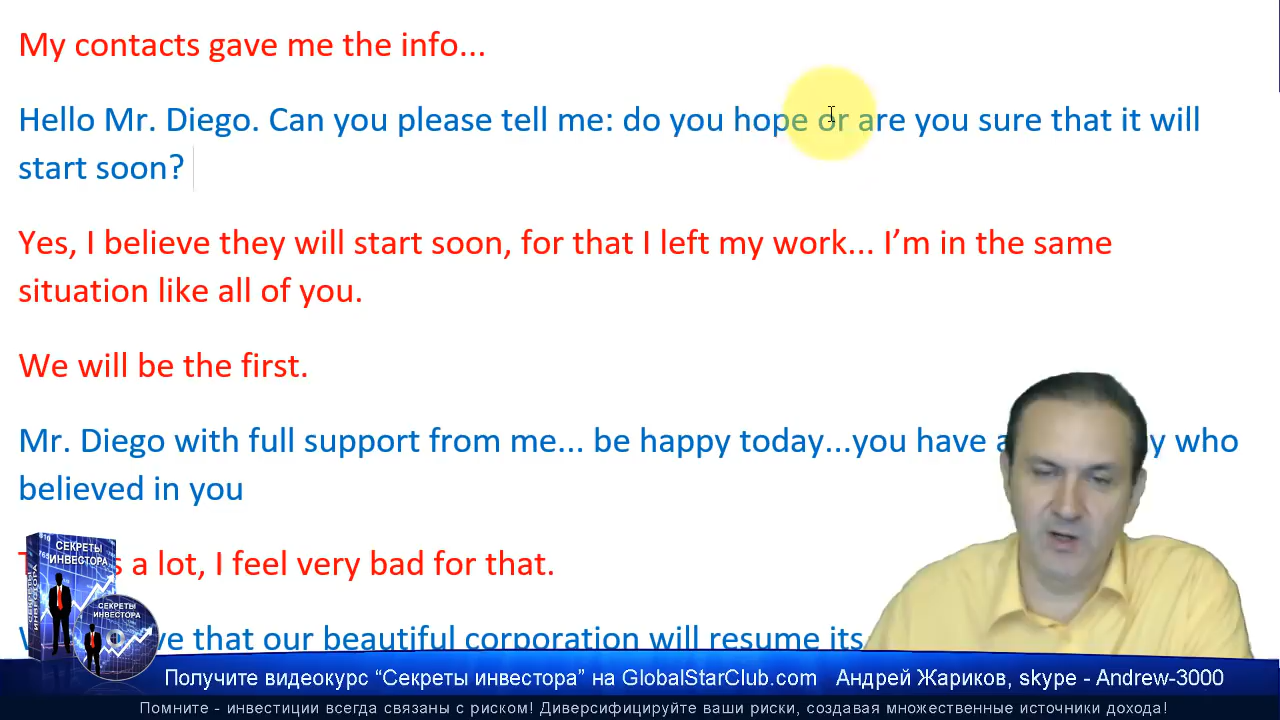 My contacts gave me the info...
Hello Mr. Diego. Can you please tell me: do you hope or are you sure that it will
start soon?
Yes, I believe they will start soon, for that I left my work... I’m in the same
situation like all of you.
We will be the first.
Mr. Diego with full support from me... be happy today...you have a who
believed in you
a lot, I feel very bad for that.
that our beautiful corporation will resume its
СЕКРЕТЫ
ИНВЕСТОРА
СЕКРЕТЫ
ИНВЕСТОРА
Получите видеокурс “Секреты инвестора” на GlobalStarClub.com Андрей Жариков, skype - Andrew-3000
Помните - инвестиции всегда связаны с риском! Диверсифицируйте ваши риски, создавая множественные источники дохода!